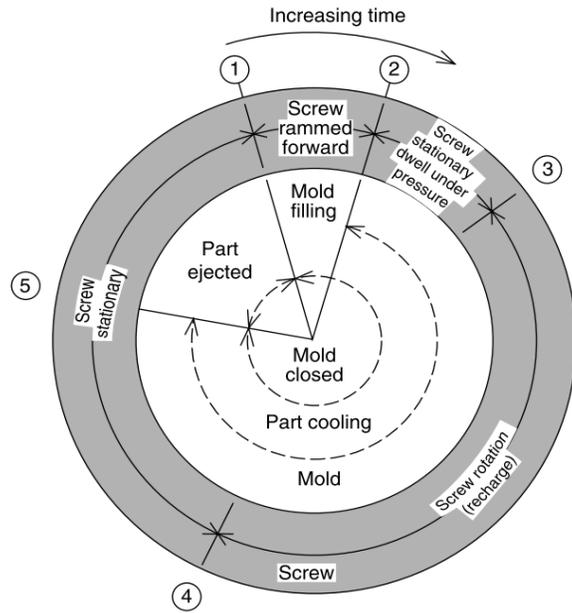 Increasing time
1
2
Screw
rammed
forward
Screw
stationary
dwell under
pressure
3
Mold
filling
Part
ejected
5
Screw
stationary
Mold
closed
Part cooling
Mold
Screw rotation
(recharge)
Screw
4